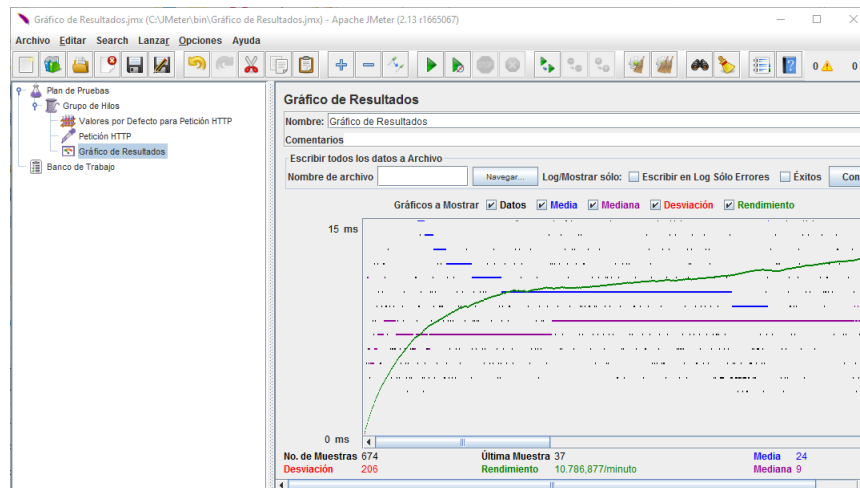 Gráfico de Resultados.jmx (C:\JMeter\bin\Gráfico de Resultados.jmx) - Apache JMeter (2.13 r1665067)
Archivo Editar Search Lanzar Opciones Ayuda
0 0
Plan de Pruebas
Grupo de Hilos
Valores por Defecto para Petición HTTP
Petición HTTP
Gráfico de Resultados
Banco de Trabajo
Gráfico de Resultados
Nombre: Gráfico de Resultados
Comentarios
Escribir todos los datos a Archivo
Nombre de archivo Navegar... Log/Mostrar sólo: Escribir en Log Sólo Errores Éxitos Con
Gráficos a Mostrar Datos Media Mediana Desviación Rendimiento
15 ms
0 ms
No. de Muestras 674 Última Muestra 37 Media 24
Desviación 206 Rendimiento 10.786,877/minuto Mediana 9